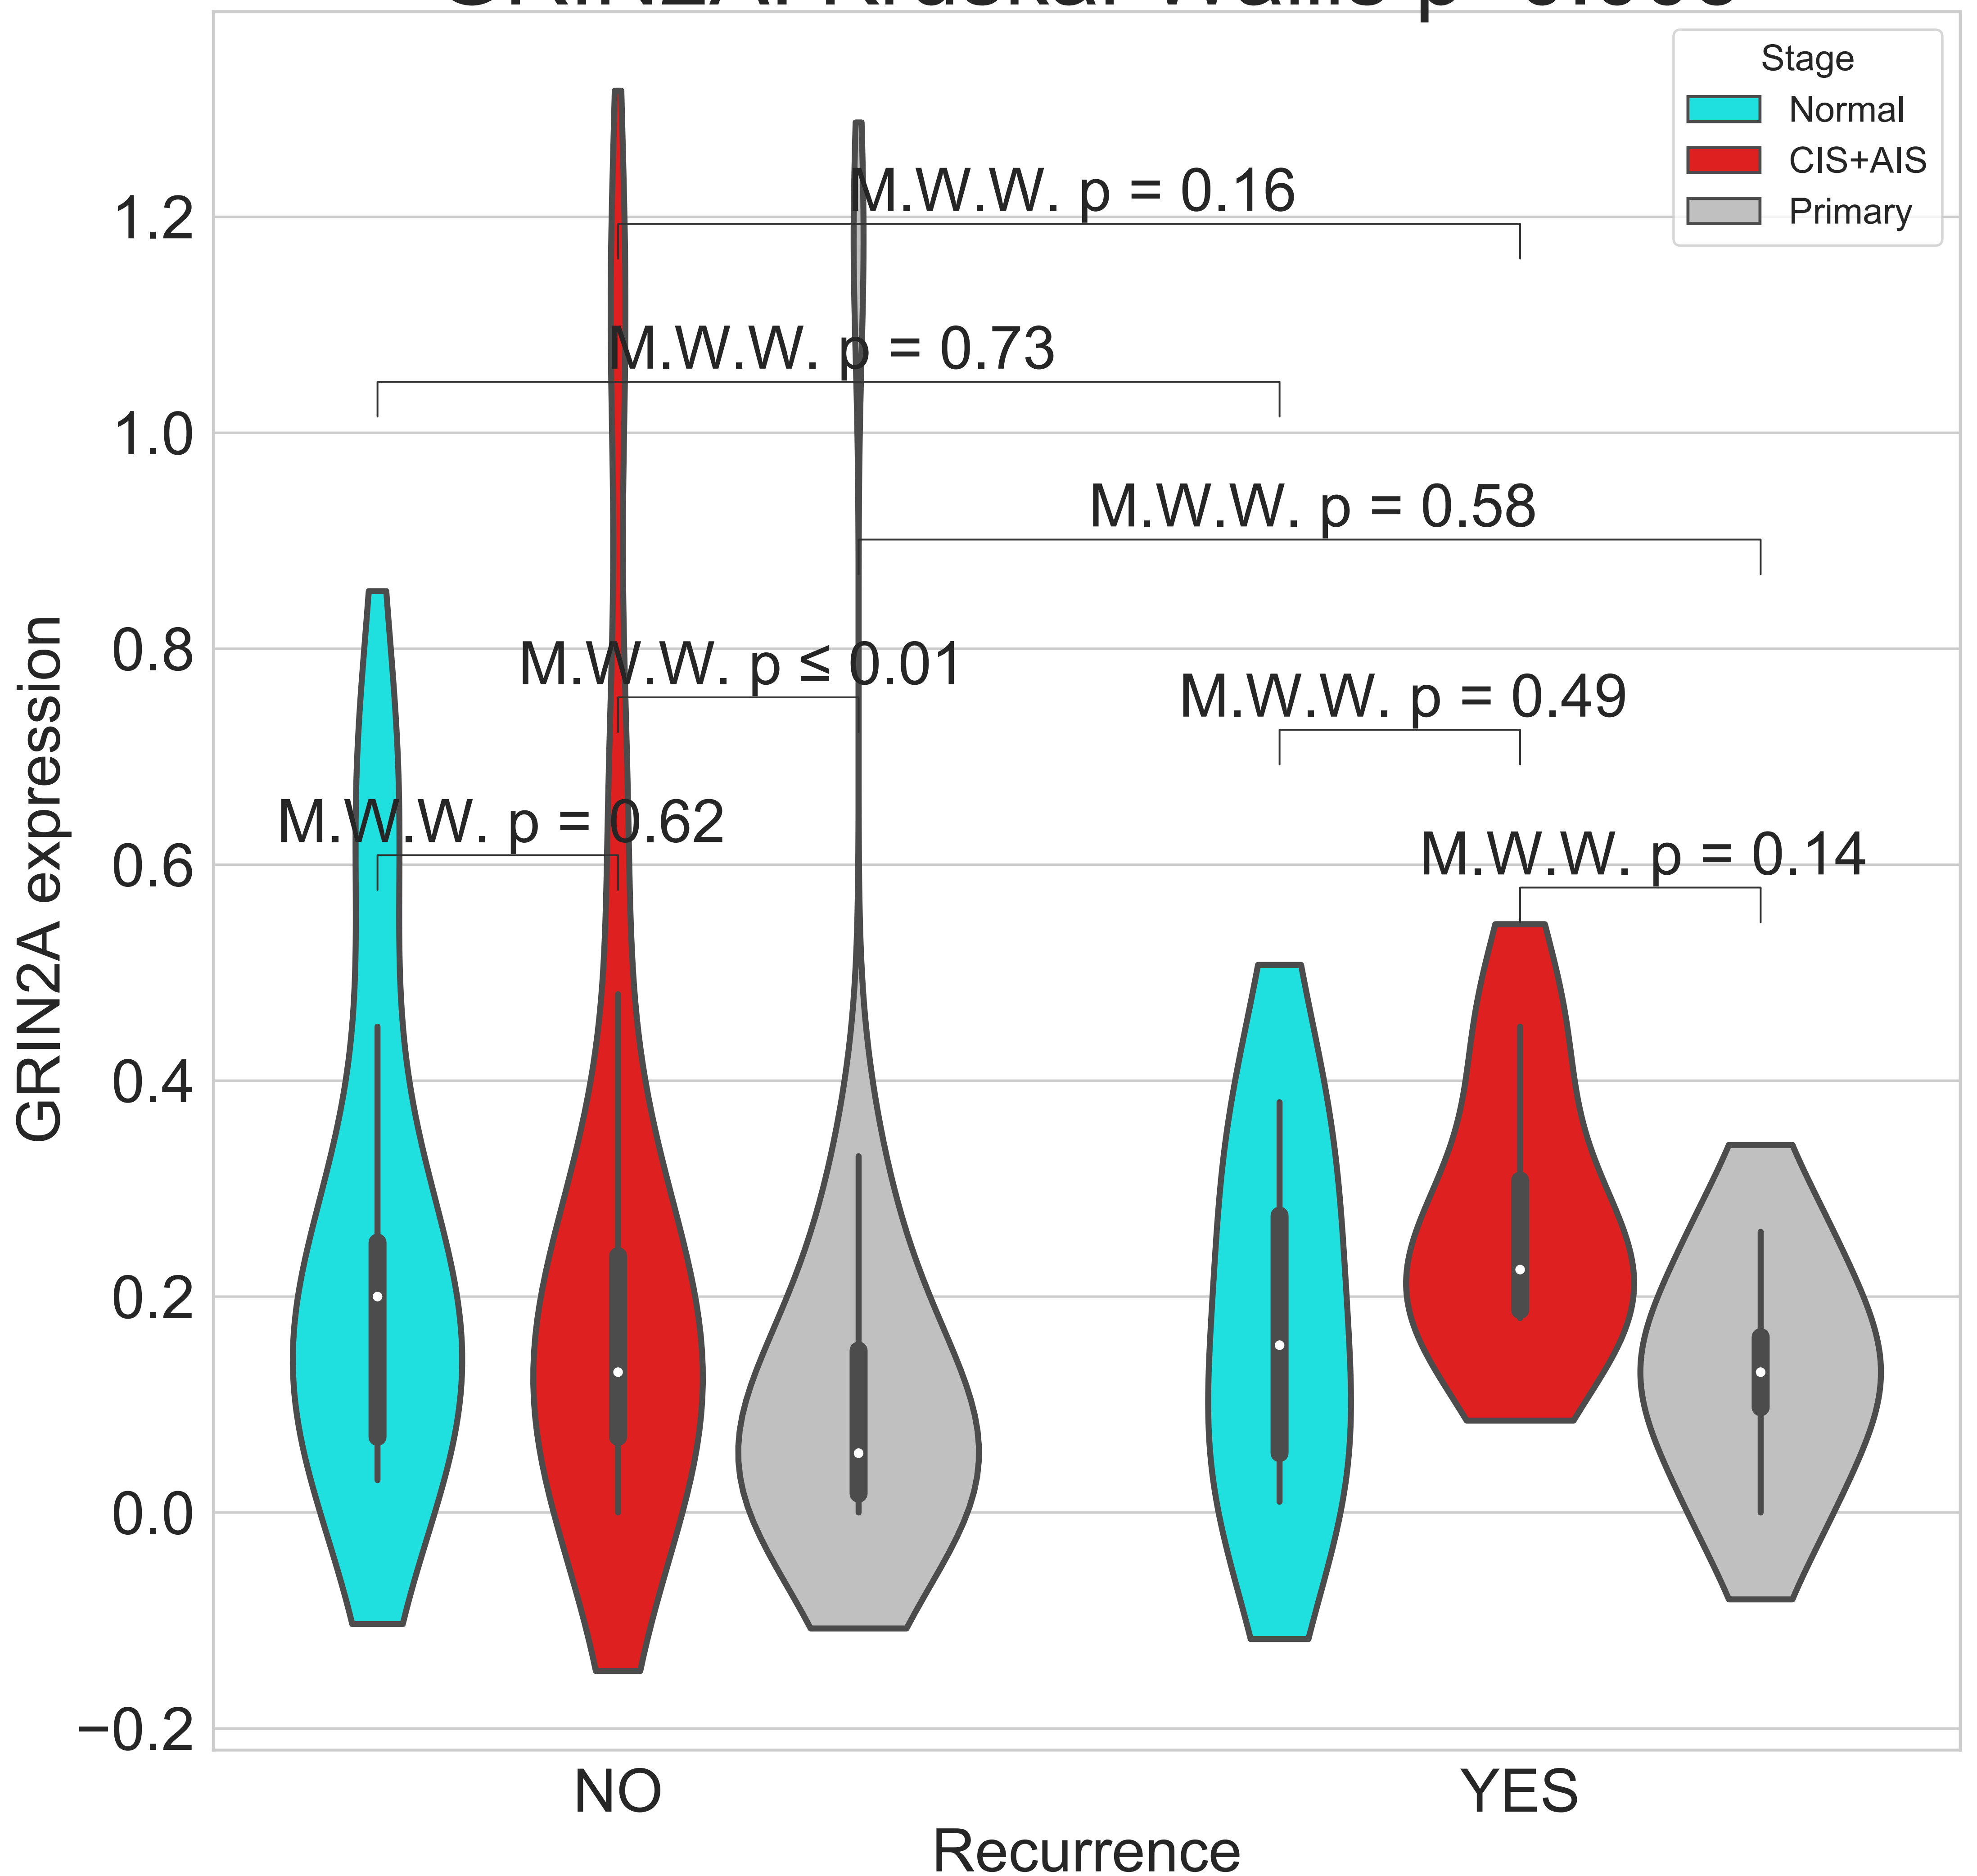 Stage
Normal
CIS+AIS
Primary
M.W.W. p = 0.16
M.W.W. p = 0.73
M.W.W. p = 0.58
M.W.W. p ≤ 0.01
M.W.W. p = 0.49
M.W.W. p = 0.62
M.W.W. p = 0.14
1.2
1.0
0.8
0.6
0.4
0.2
0.0
−0.2
GRIN2A expression
NO
YES
Recurrence